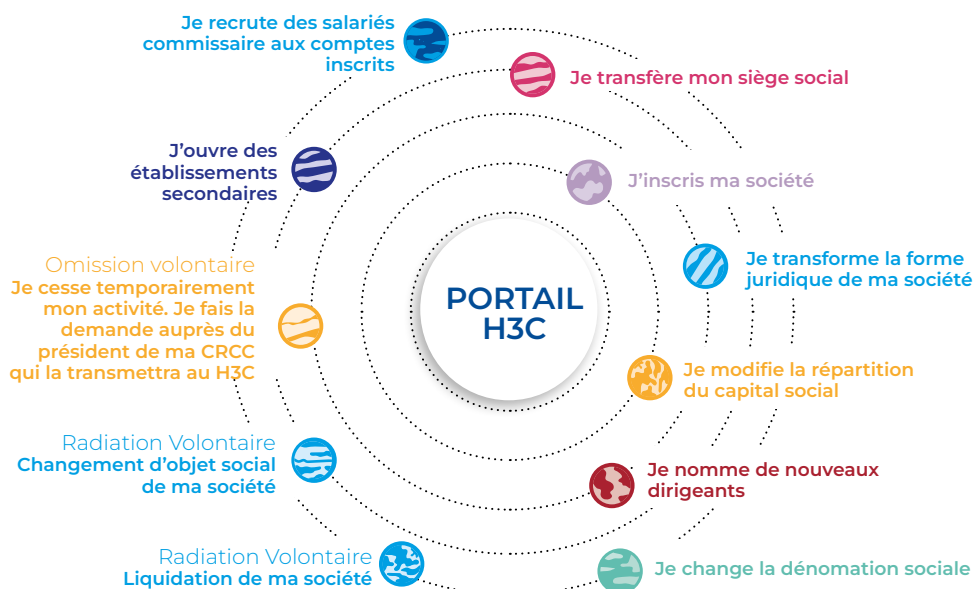 Je recrute des salariés
commissaire aux comptes
inscrits
Je transfère mon siège social
J’ouvre des
établissements
secondaires
J’inscris ma société
Omission volontaire
Je cesse temporairement
mon activité. Je fais la
demande auprès du
président de ma CRCC
qui la transmettra au H3C
PORTAIL
H3C
Je transforme la forme
juridique de ma société
Je modifie la répartition
du capital social
Radiation Volontaire
Changement d’objet social
de ma société
Je nomme de nouveaux
dirigeants
Radiation Volontaire
Liquidation de ma société
Je change la dénomation sociale